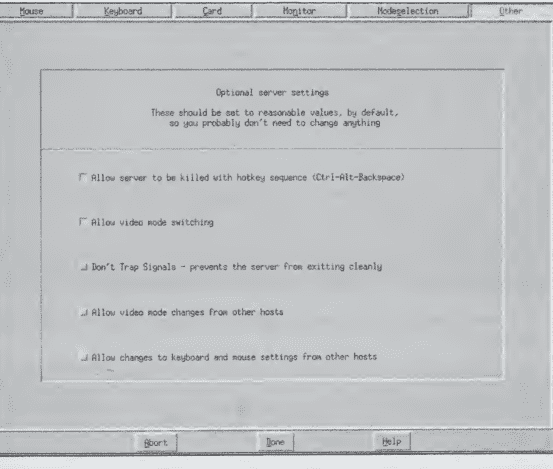 Mouse
Keyboard
Card
Monitor
Modeselection
Other
Optional server settings
These should be set to reasonable values, by default,
so you probably don't need to change anything
Allow server to be killed with hotkey sequence (Ctrl-Alt-Backspace)
Allow video mode switching
Don't Trap Signals - prevents the server from exitting cleanly
Allow video mode changes from other hosts
Allow changes to keyboard and mouse settings from other hosts
Abort
Done
Help